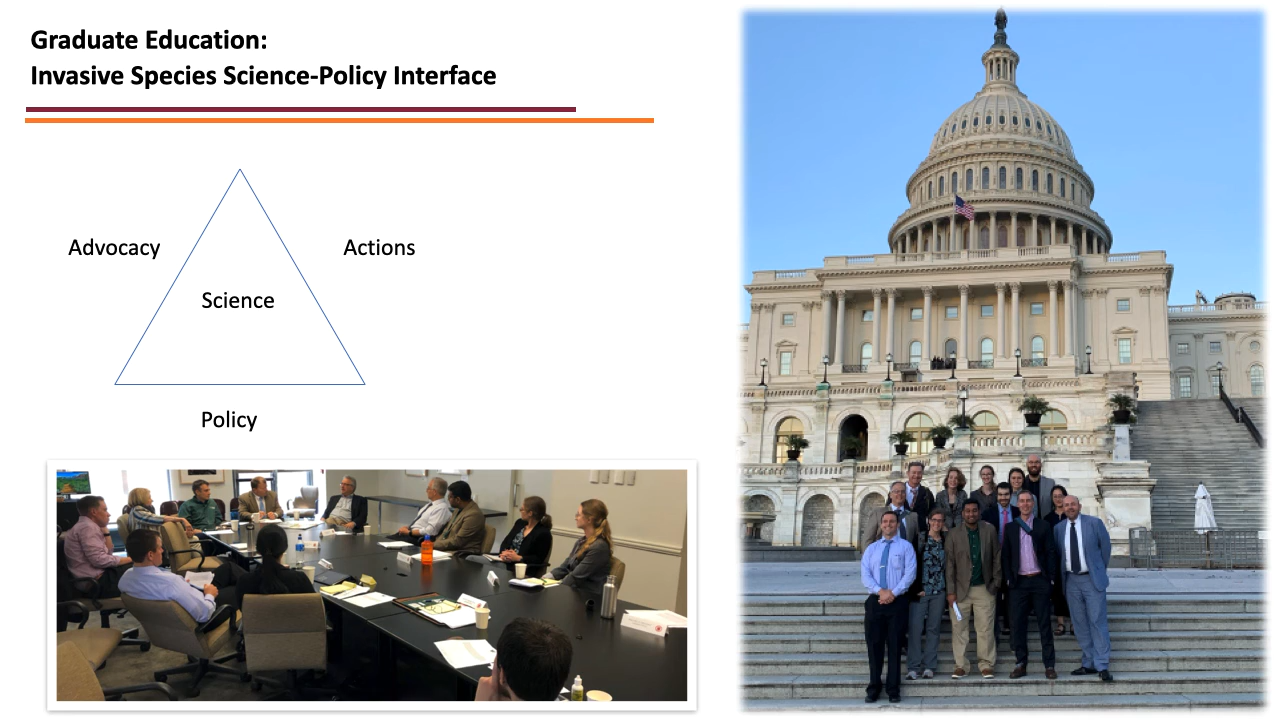 Graduate Education:
Invasive Species Science-Policy Interface
Advocacy
Actions
Science
Policy